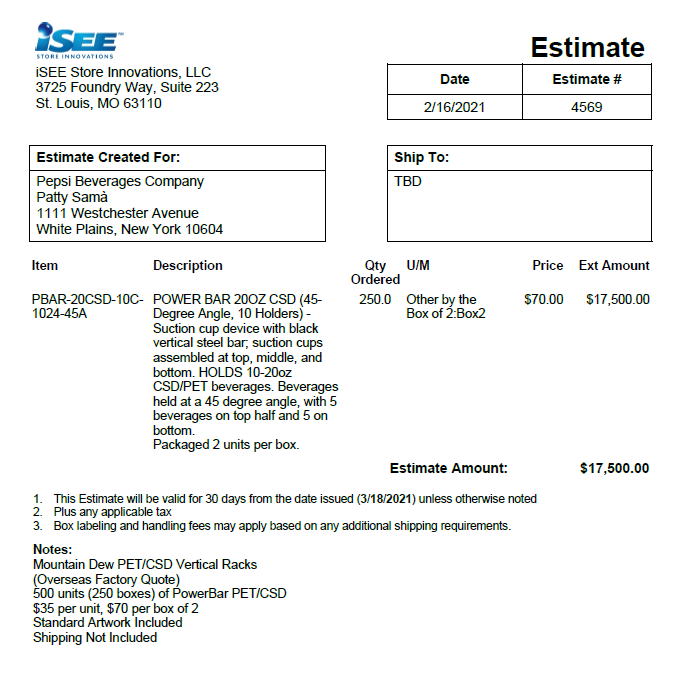 iSEE™
STORE INNOVATIONS
Estimate
iSEE Store Innovations, LLC
3725 Foundry Way, Suite 223
St. Louis, MO 63110
Date Estimate #
2/16/2021 4569
Estimate Created For:
Pepsi Beverages Company
Patty Samà
1111 Westchester Avenue
White Plains, New York 10604
Ship To:
TBD
Item Description Qty U/M Price Ext Amount
Ordered
PBAR-20CSD-10C- POWER BAR 20OZ CSD (45- 250.0 Other by the $70.00 $17,500.00
1024-45A Degree Angle, 10 Holders) - Box of 2:Box2
Suction cup device with black
vertical steel bar; suction cups
assembled at top, middle, and
bottom. HOLDS 10-20oz
CSD/PET beverages. Beverages
held at a 45 degree angle, with 5
beverages on top half and 5 on
bottom.
Packaged 2 units per box.
Estimate Amount: $17,500.00
1. This Estimate will be valid for 30 days from the date issued (3/18/2021) unless otherwise noted
2. Plus any applicable tax
3. Box labeling and handling fees may apply based on any additional shipping requirements.
Notes:
Mountain Dew PET/CSD Vertical Racks
(Overseas Factory Quote)
500 units (250 boxes) of PowerBar PET/CSD
$35 per unit, $70 per box of 2
Standard Artwork Included
Shipping Not Included